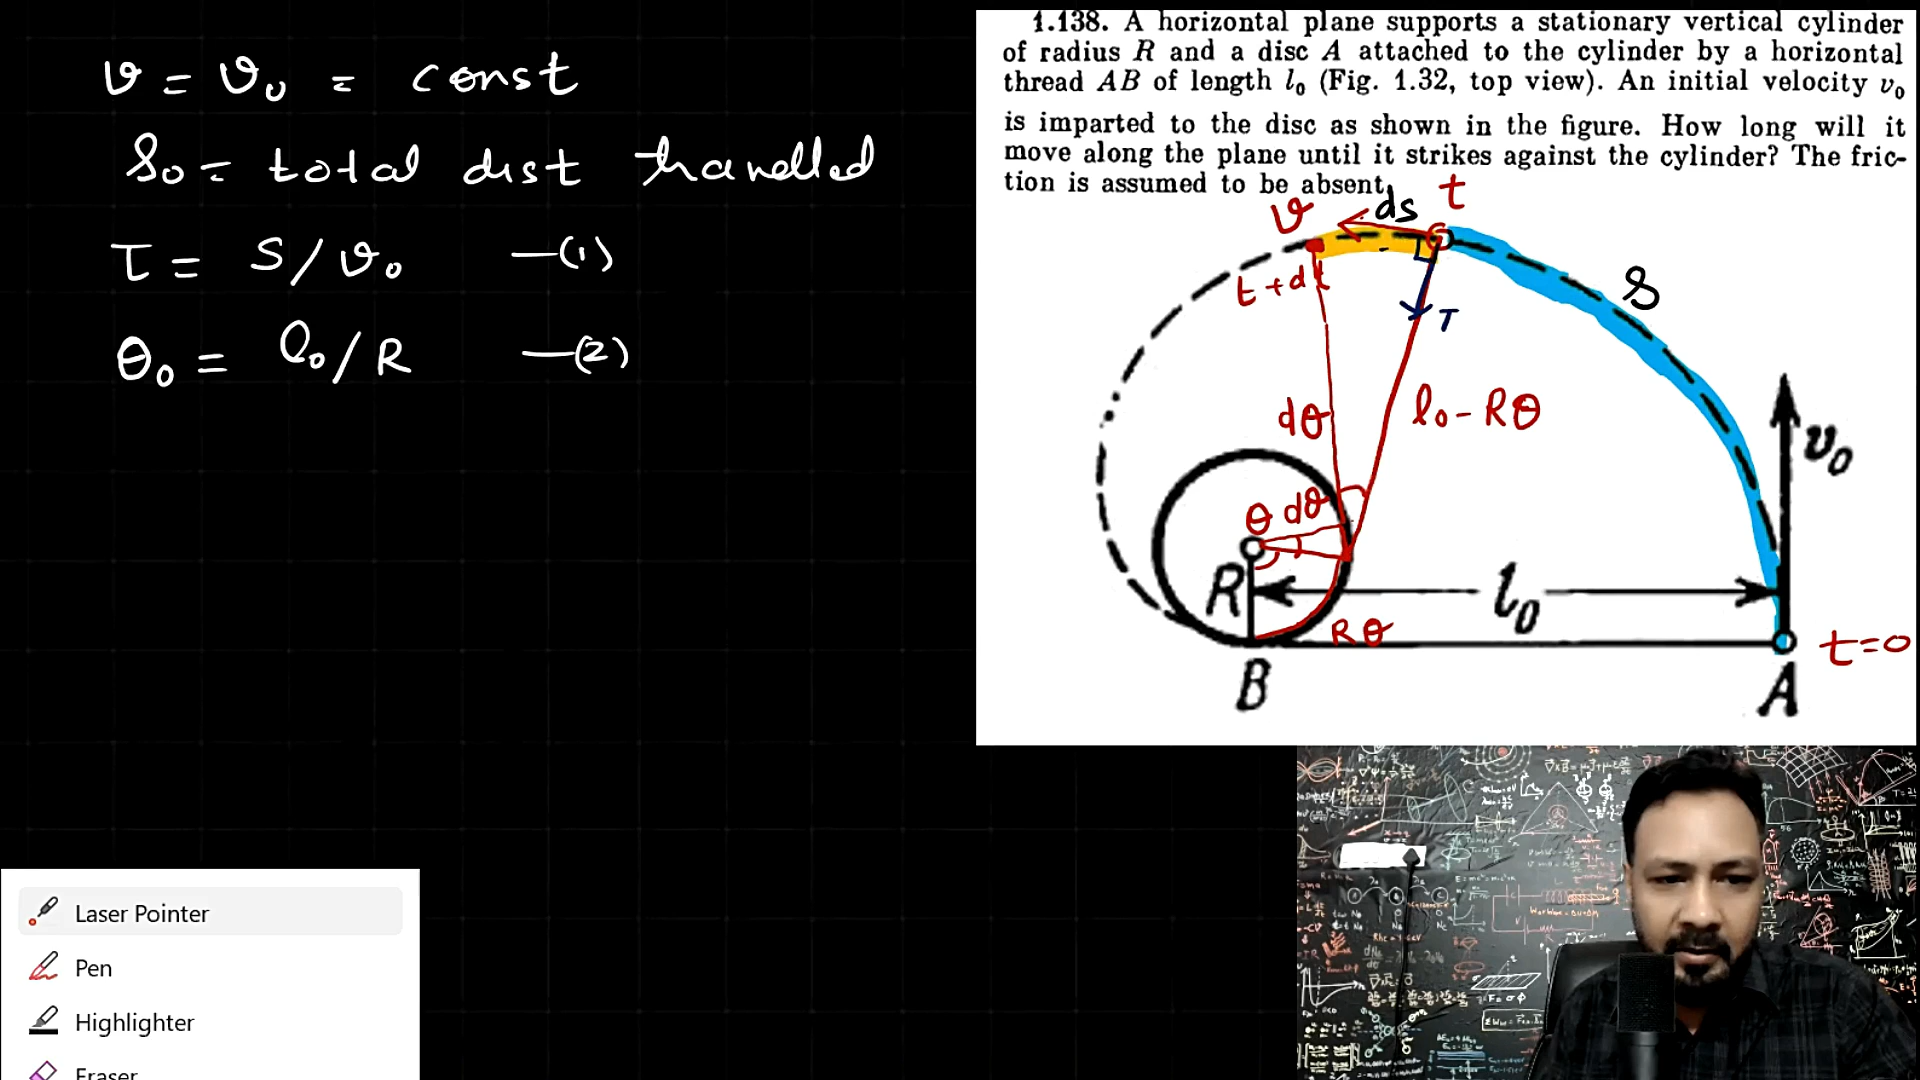 v = v₀ = const
s₀ = total dist travelled
τ = S/v₀ —(1)
θ₀ = l₀/R —(2)
1.138. A horizontal plane supports a stationary vertical cylinder
of radius R and a disc A attached to the cylinder by a horizontal
thread AB of length l₀ (Fig. 1.32, top view). An initial velocity v₀
is imparted to the disc as shown in the figure. How long will it
move along the plane until it strikes against the cylinder? The fric-
tion is assumed to be absent.
v
ds
t
t+dt
T
s
dθ
l₀-Rθ
v₀
θ
dθ
R
l₀
Rθ
t=0
B
A
Laser Pointer
Pen
Highlighter
Eraser